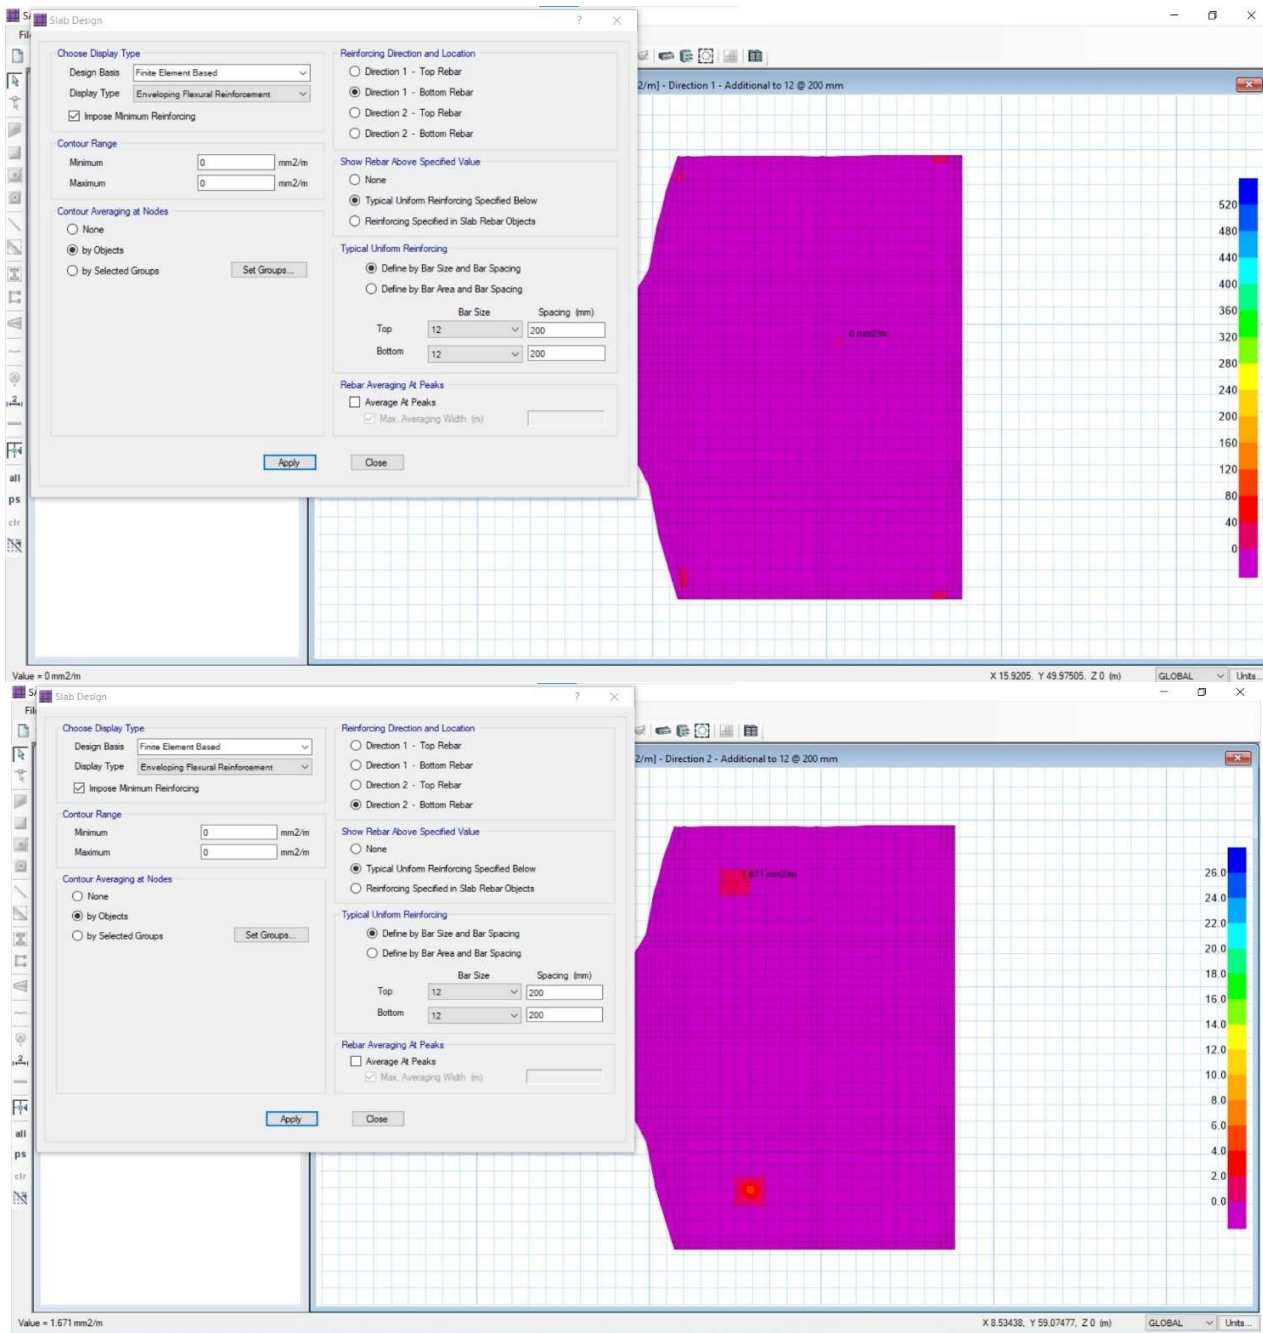 Slab Design
? ×
Choose Display Type
Design Basis Finite Element Based
Display Type Enveloping Flexural Reinforcement
Impose Minimum Reinforcing
Contour Range
Minimum 0 mm2/m
Maximum 0 mm2/m
Contour Averaging at Nodes
None
by Objects
by Selected Groups Set Groups...
Reinforcing Direction and Location
Direction 1 - Top Rebar
Direction 1 - Bottom Rebar
Direction 2 - Top Rebar
Direction 2 - Bottom Rebar
Show Rebar Above Specified Value
None
Typical Uniform Reinforcing Specified Below
Reinforcing Specified in Slab Rebar Objects
Typical Uniform Reinforcing
Define by Bar Size and Bar Spacing
Define by Bar Area and Bar Spacing
Bar Size Spacing (mm)
Top 12 200
Bottom 12 200
Rebar Averaging At Peaks
Average At Peaks
Max. Averaging Width (m)
Apply Close
2/m] - Direction 1 - Additional to 12 @ 200 mm
0 mm2/m
520
480
440
400
360
320
280
240
200
160
120
80
40
0
all
ps
clr
Value = 0 mm2/m
X 15.9205, Y 49.97505, Z 0 (m) GLOBAL Units...
Slab Design
? ×
Choose Display Type
Design Basis Finite Element Based
Display Type Enveloping Flexural Reinforcement
Impose Minimum Reinforcing
Contour Range
Minimum 0 mm2/m
Maximum 0 mm2/m
Contour Averaging at Nodes
None
by Objects
by Selected Groups Set Groups...
Reinforcing Direction and Location
Direction 1 - Top Rebar
Direction 1 - Bottom Rebar
Direction 2 - Top Rebar
Direction 2 - Bottom Rebar
Show Rebar Above Specified Value
None
Typical Uniform Reinforcing Specified Below
Reinforcing Specified in Slab Rebar Objects
Typical Uniform Reinforcing
Define by Bar Size and Bar Spacing
Define by Bar Area and Bar Spacing
Bar Size Spacing (mm)
Top 12 200
Bottom 12 200
Rebar Averaging At Peaks
Average At Peaks
Max. Averaging Width (m)
Apply Close
2/m] - Direction 2 - Additional to 12 @ 200 mm
1.671 mm2/m
26.0
24.0
22.0
20.0
18.0
16.0
14.0
12.0
10.0
8.0
6.0
4.0
2.0
0.0
all
ps
clr
Value = 1.671 mm2/m
X 8.53438, Y 59.07477, Z 0 (m) GLOBAL Units...